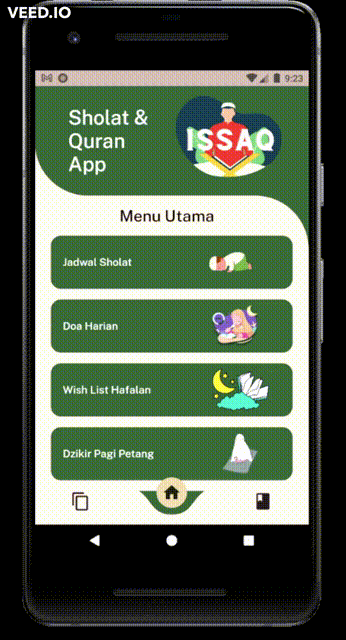 VEED.IO
9:23
Sholat &
Quran
App
ISSAQ
Menu Utama
Jadwal Sholat
Doa Harian
Wish List Hafalan
Dzikir Pagi Petang